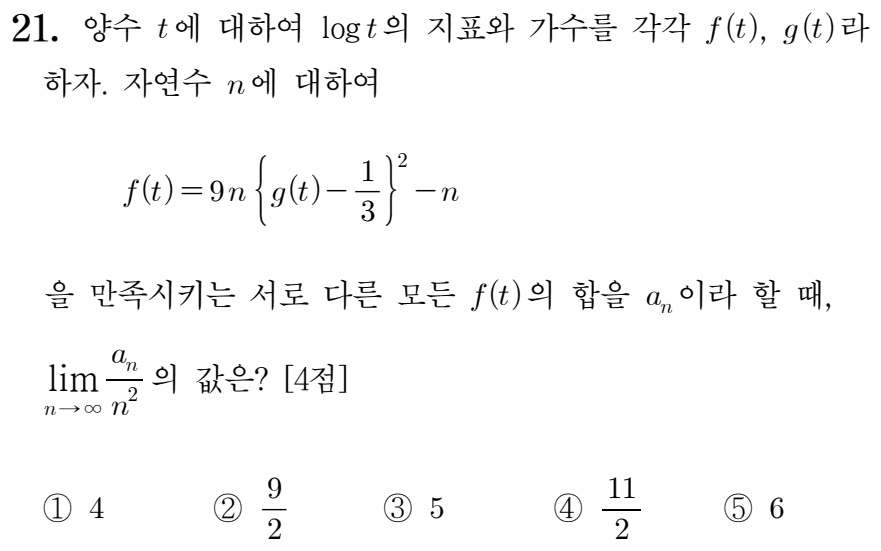 21. 양수 t에 대하여 log t의 지표와 가수를 각각 f(t), g(t)라
하자. 자연수 n에 대하여
f(t) = 9n { g(t) − 1/3 }² − n
을 만족시키는 서로 다른 모든 f(t)의 합을 aₙ이라 할 때,
lim_{n→∞} aₙ/n² 의 값은? [4점]
① 4 ② 9/2 ③ 5 ④ 11/2 ⑤ 6